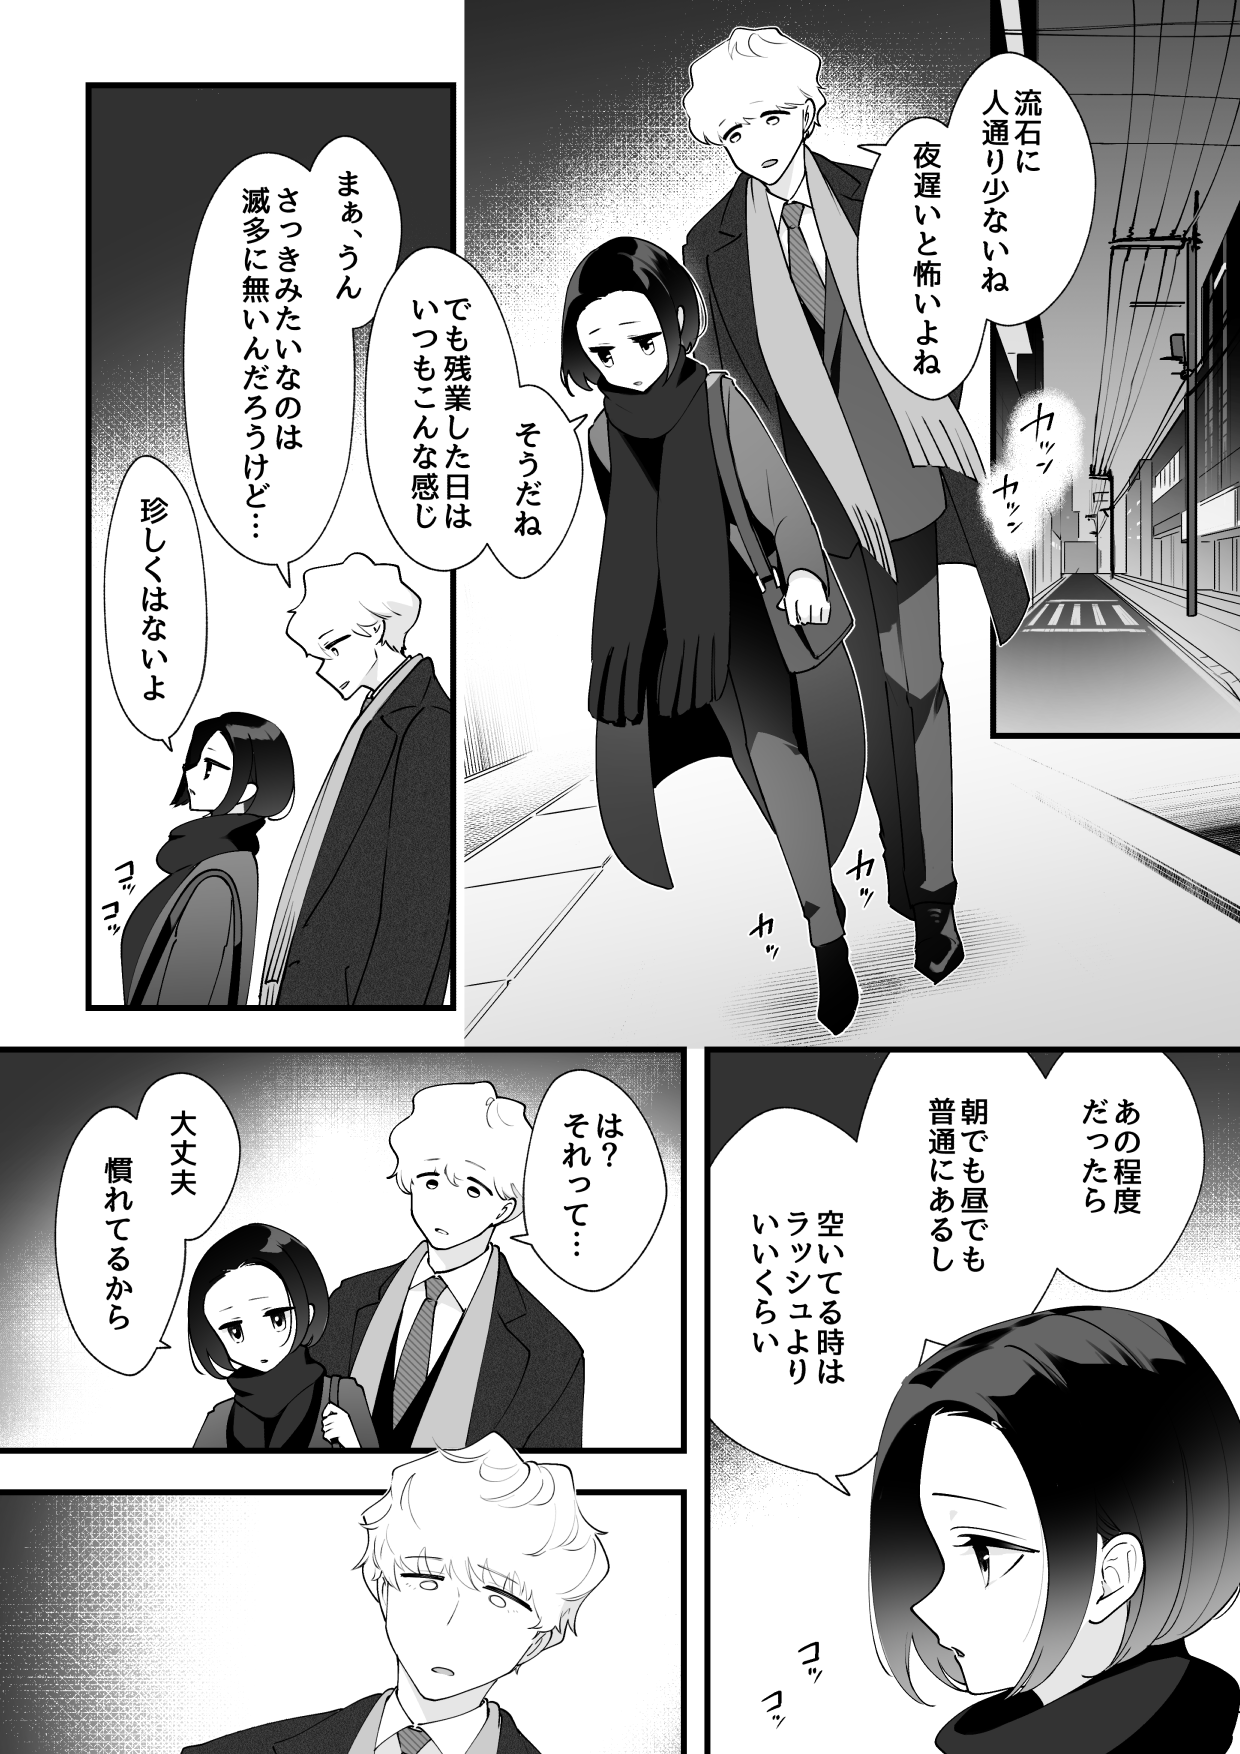 流石に
人通り少ないね
夜遅いと怖いよね
カッ
カッ
そうだね
でも残業した日は
いつもこんな感じ
カッ
カッ
まぁ、うん
さっきみたいなのは
滅多に無いんだろうけど…
珍しくはないよ
コッ
コッ
あの程度
だったら
朝でも昼でも
普通にあるし
空いてる時は
ラッシュより
いいくらい
コッ
コッ
は?
それって…
大丈夫
慣れてるから